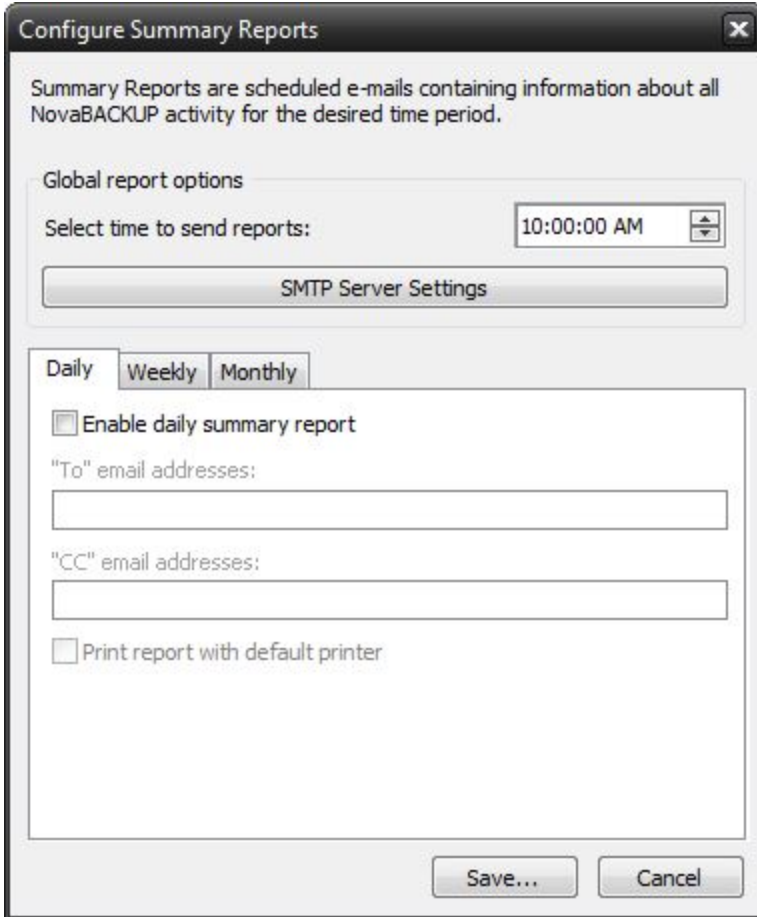 Configure Summary Reports
Summary Reports are scheduled e-mails containing information about all
NovaBACKUP activity for the desired time period.
Global report options
Select time to send reports:
10:00:00 AM
SMTP Server Settings
Daily
Weekly
Monthly
Enable daily summary report
"To" email addresses:
"CC" email addresses:
Print report with default printer
Save...
Cancel